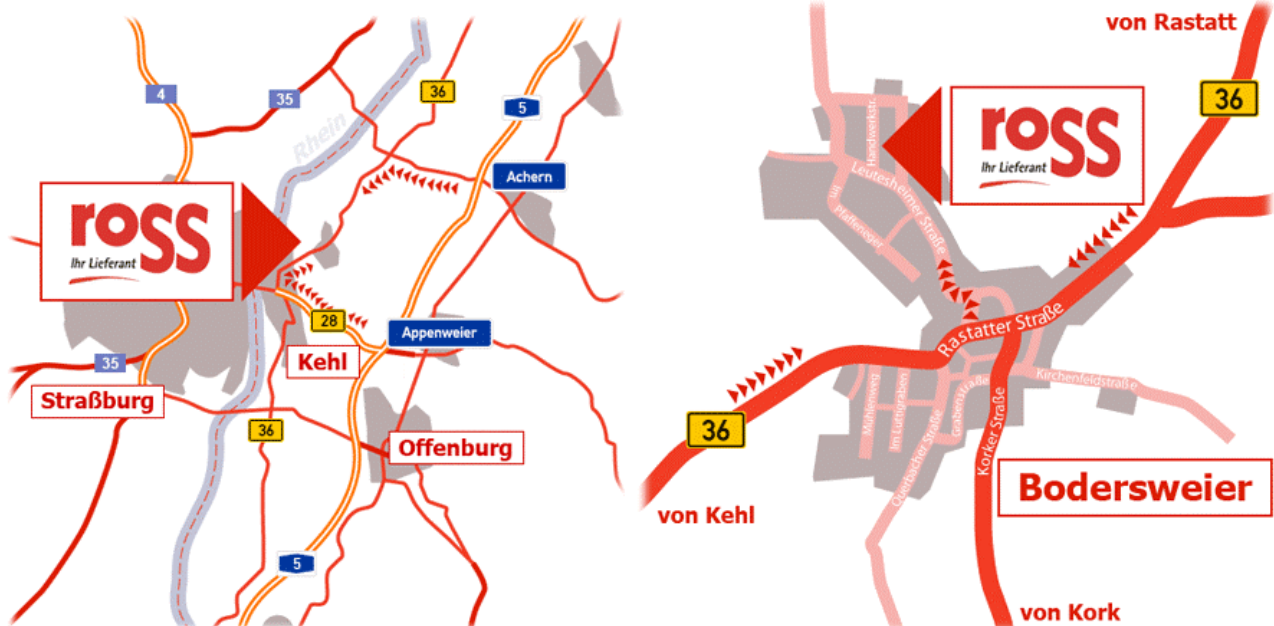 4
35
36
5
Rhein
Achern
ross
Ihr Lieferant
28
Appenweier
Kehl
35
Straßburg
36
Offenburg
5
von Rastatt
36
ross
Ihr Lieferant
Handwerkstr.
Leutesheimer Straße
Im
Pfaffeneger
Rastatter Straße
Kirchenfeldstraße
Mühlenweg
Im Lüttigraben
Grabenstraße
Querbacher Straße
Korker Straße
36
Bodersweier
von Kehl
von Kork